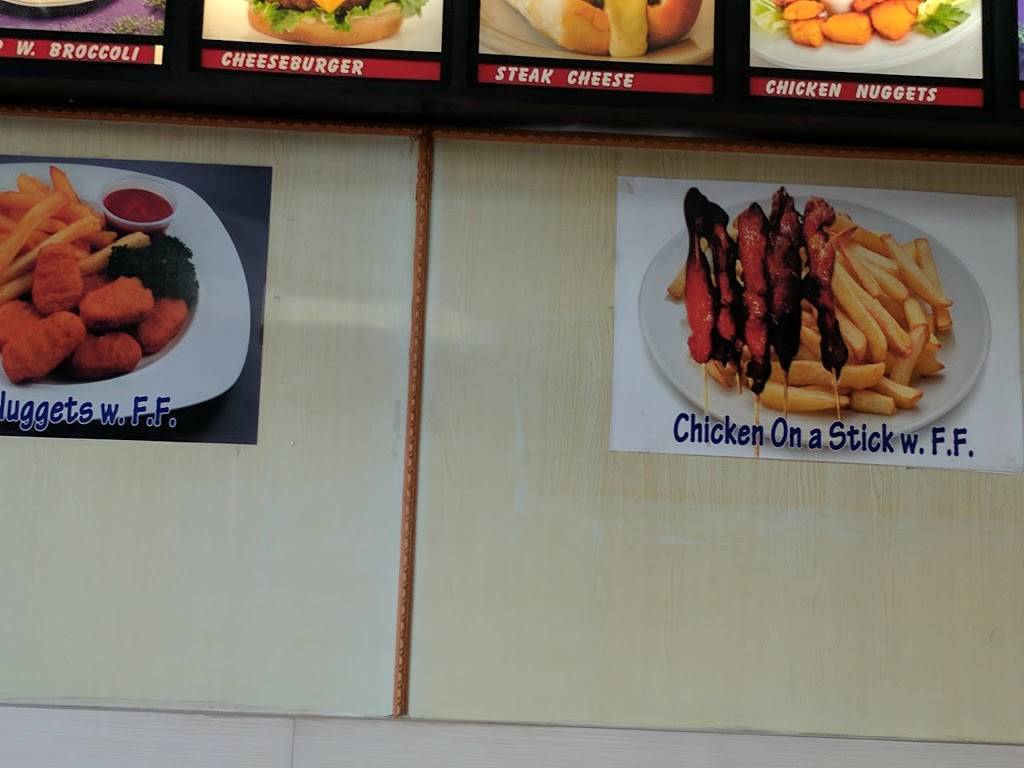 W. BROCCOLI
CHEESEBURGER
STEAK CHEESE
CHICKEN NUGGETS
Nuggets w. F.F.
Chicken On a Stick w. F.F.